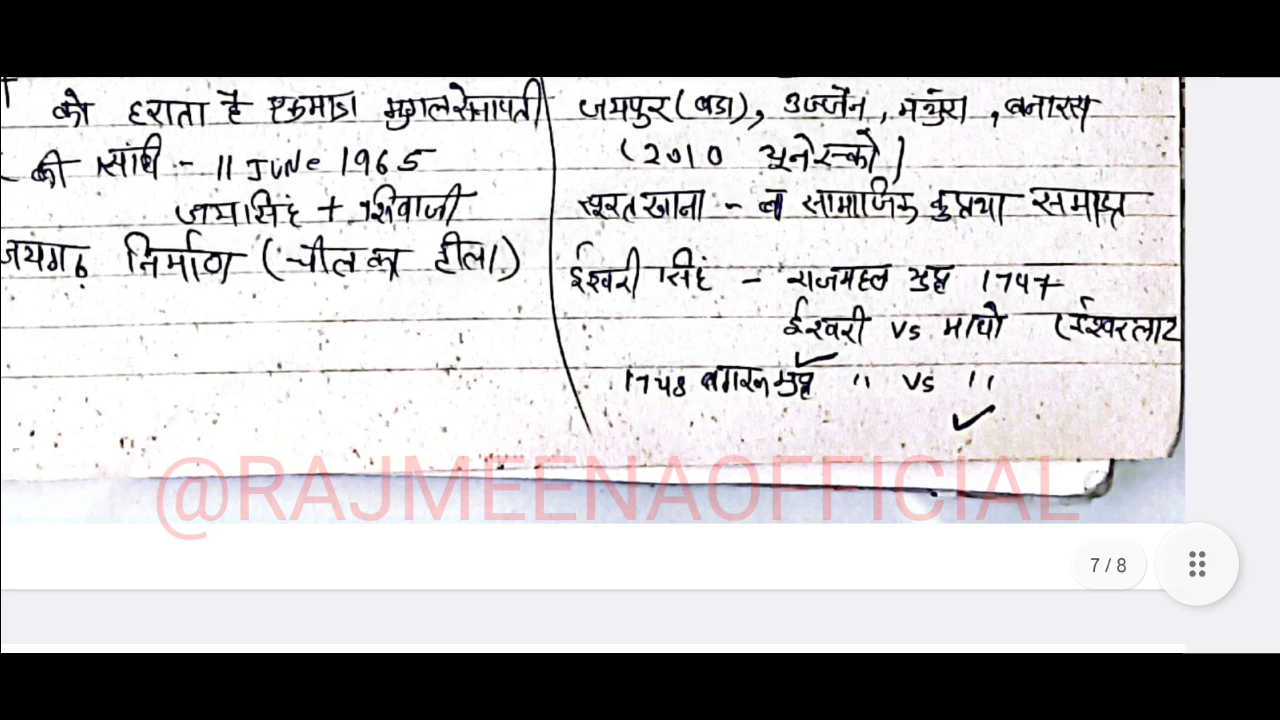 को हराता है एकमात्र मुगलसेनापती
की संधि - 11 JUNE 1965
जयसिंह + शिवाजी
जयगढ़ निर्माण (चील का टीला)
जयपुर (बडा), उज्जैन, मथुरा, बनारस
(2010 यूनेस्को)
सूरतखाना - सामाजिक कुप्रथा समाप्त
ईश्वरी सिंह - राजमहल युद्ध 1747
ईश्वरी vs माधो (ईश्वरलाट
1748 बगरू युद्ध " vs "
@RAJMEENAOFFICIAL
7 / 8